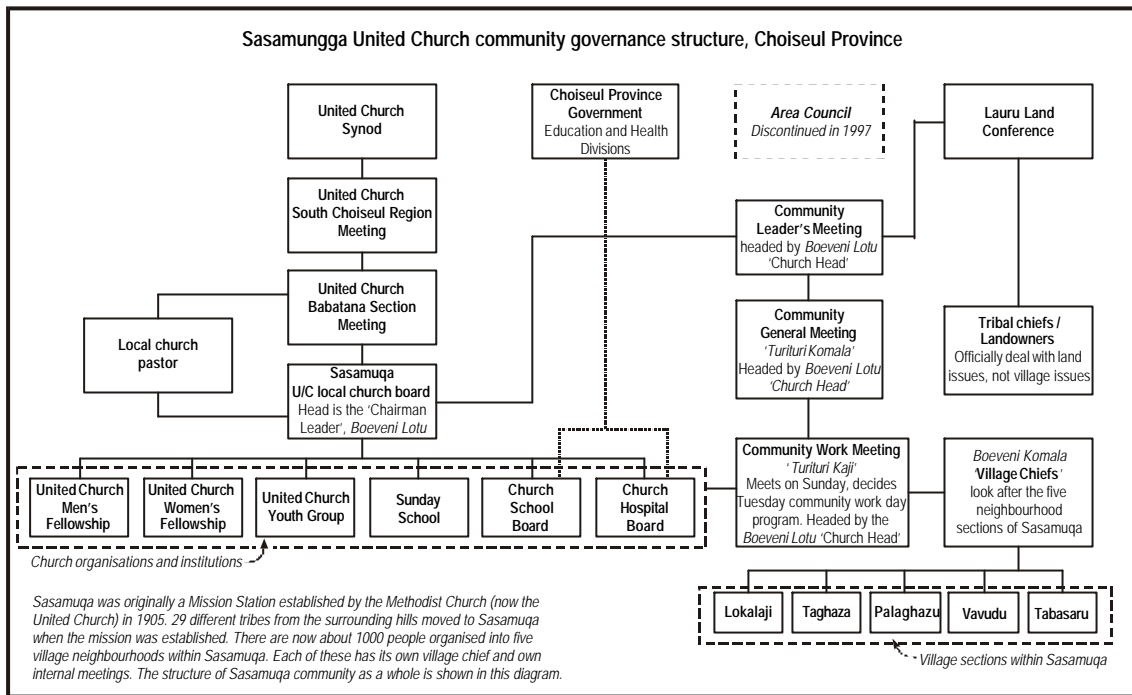 Sasamungga United Church community governance structure, Choiseul Province
United Church
Synod
Choiseul Province
Government
Education and Health
Divisions
Area Council
Discontinued in 1997
Lauru Land
Conference
United Church
South Choiseul Region
Meeting
Community
Leader's Meeting
headed by Boeveni Lotu
'Church Head'
United Church
Babatana Section
Meeting
Local church
pastor
Community
General Meeting
'Turituri Komala'
Headed by Boeveni Lotu
'Church Head'
Tribal chiefs /
Landowners
Officially deal with land
issues, not village issues
Sasamuqa
U/C local church board
Head is the 'Chairman
Leader', Boeveni Lotu
Community Work Meeting
'Turituri Kaji'
Meets on Sunday, decides
Tuesday community work day
program. Headed by the
Boeveni Lotu 'Church Head'
Boeveni Komala
'Village Chiefs'
look after the five
neighbourhood
sections of Sasamuqa
United Church
Men's
Fellowship
United Church
Women's
Fellowship
United Church
Youth Group
Sunday
School
Church
School
Board
Church
Hospital
Board
Church organisations and institutions
Lokalaji
Taghaza
Palaghazu
Vavudu
Tabasaru
Village sections within Sasamuqa
Sasamuqa was originally a Mission Station established by the Methodist Church (now the
United Church) in 1905. 29 different tribes from the surrounding hills moved to Sasamuqa
when the mission was established. There are now about 1000 people organised into five
village neighbourhoods within Sasamuqa. Each of these has its own village chief and own
internal meetings. The structure of Sasamuqa community as a whole is shown in this diagram.